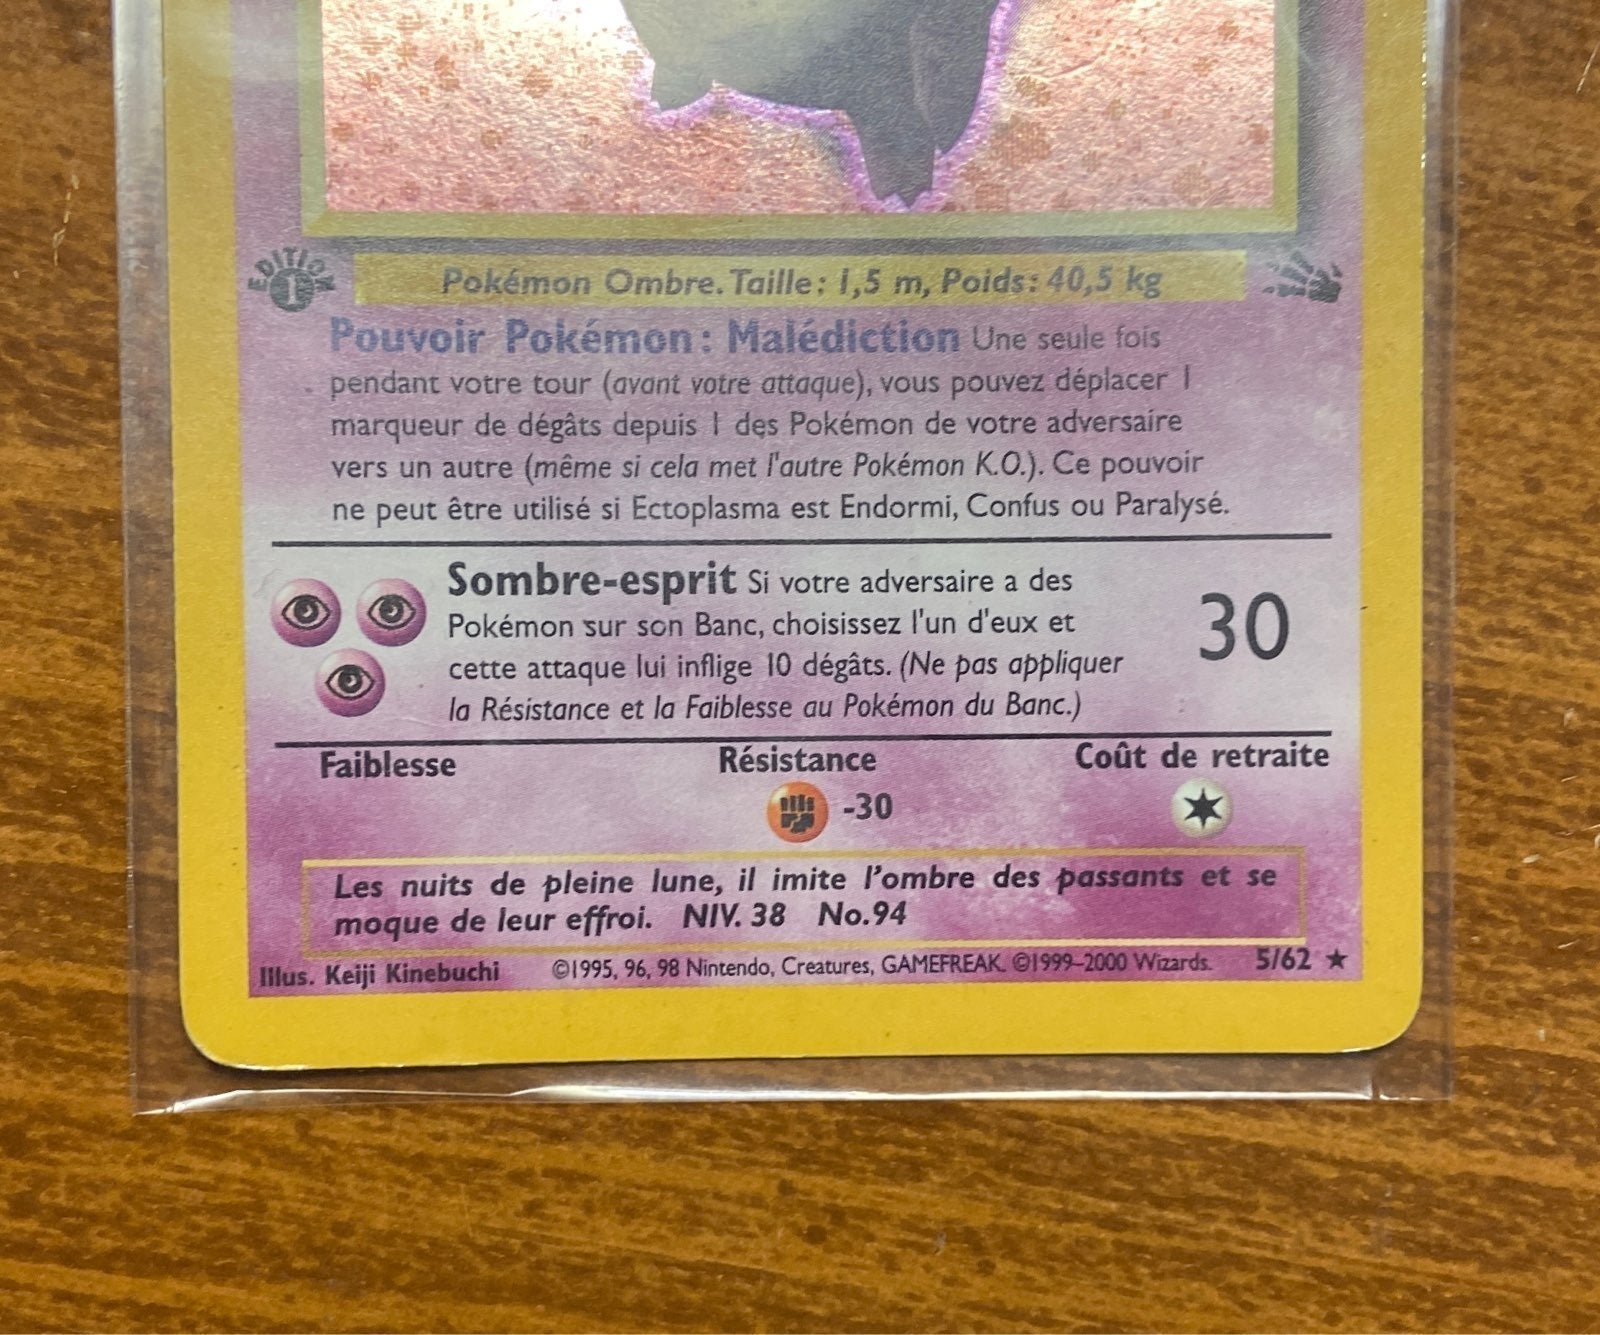 EDITION 1
Pokémon Ombre. Taille: 1,5 m, Poids: 40,5 kg
Pouvoir Pokémon : Malédiction Une seule fois
pendant votre tour (avant votre attaque), vous pouvez déplacer 1
marqueur de dégâts depuis 1 des Pokémon de votre adversaire
vers un autre (même si cela met l'autre Pokémon K.O.). Ce pouvoir
ne peut être utilisé si Ectoplasma est Endormi, Confus ou Paralysé.
Sombre-esprit Si votre adversaire a des
Pokémon sur son Banc, choisissez l'un d'eux et
cette attaque lui inflige 10 dégâts. (Ne pas appliquer
la Résistance et la Faiblesse au Pokémon du Banc.)
30
Faiblesse Résistance Coût de retraite
-30
Les nuits de pleine lune, il imite l'ombre des passants et se
moque de leur effroi. NIV. 38 No.94
Illus. Keiji Kinebuchi ©1995, 96, 98 Nintendo, Creatures, GAMEFREAK. ©1999-2000 Wizards. 5/62 ★